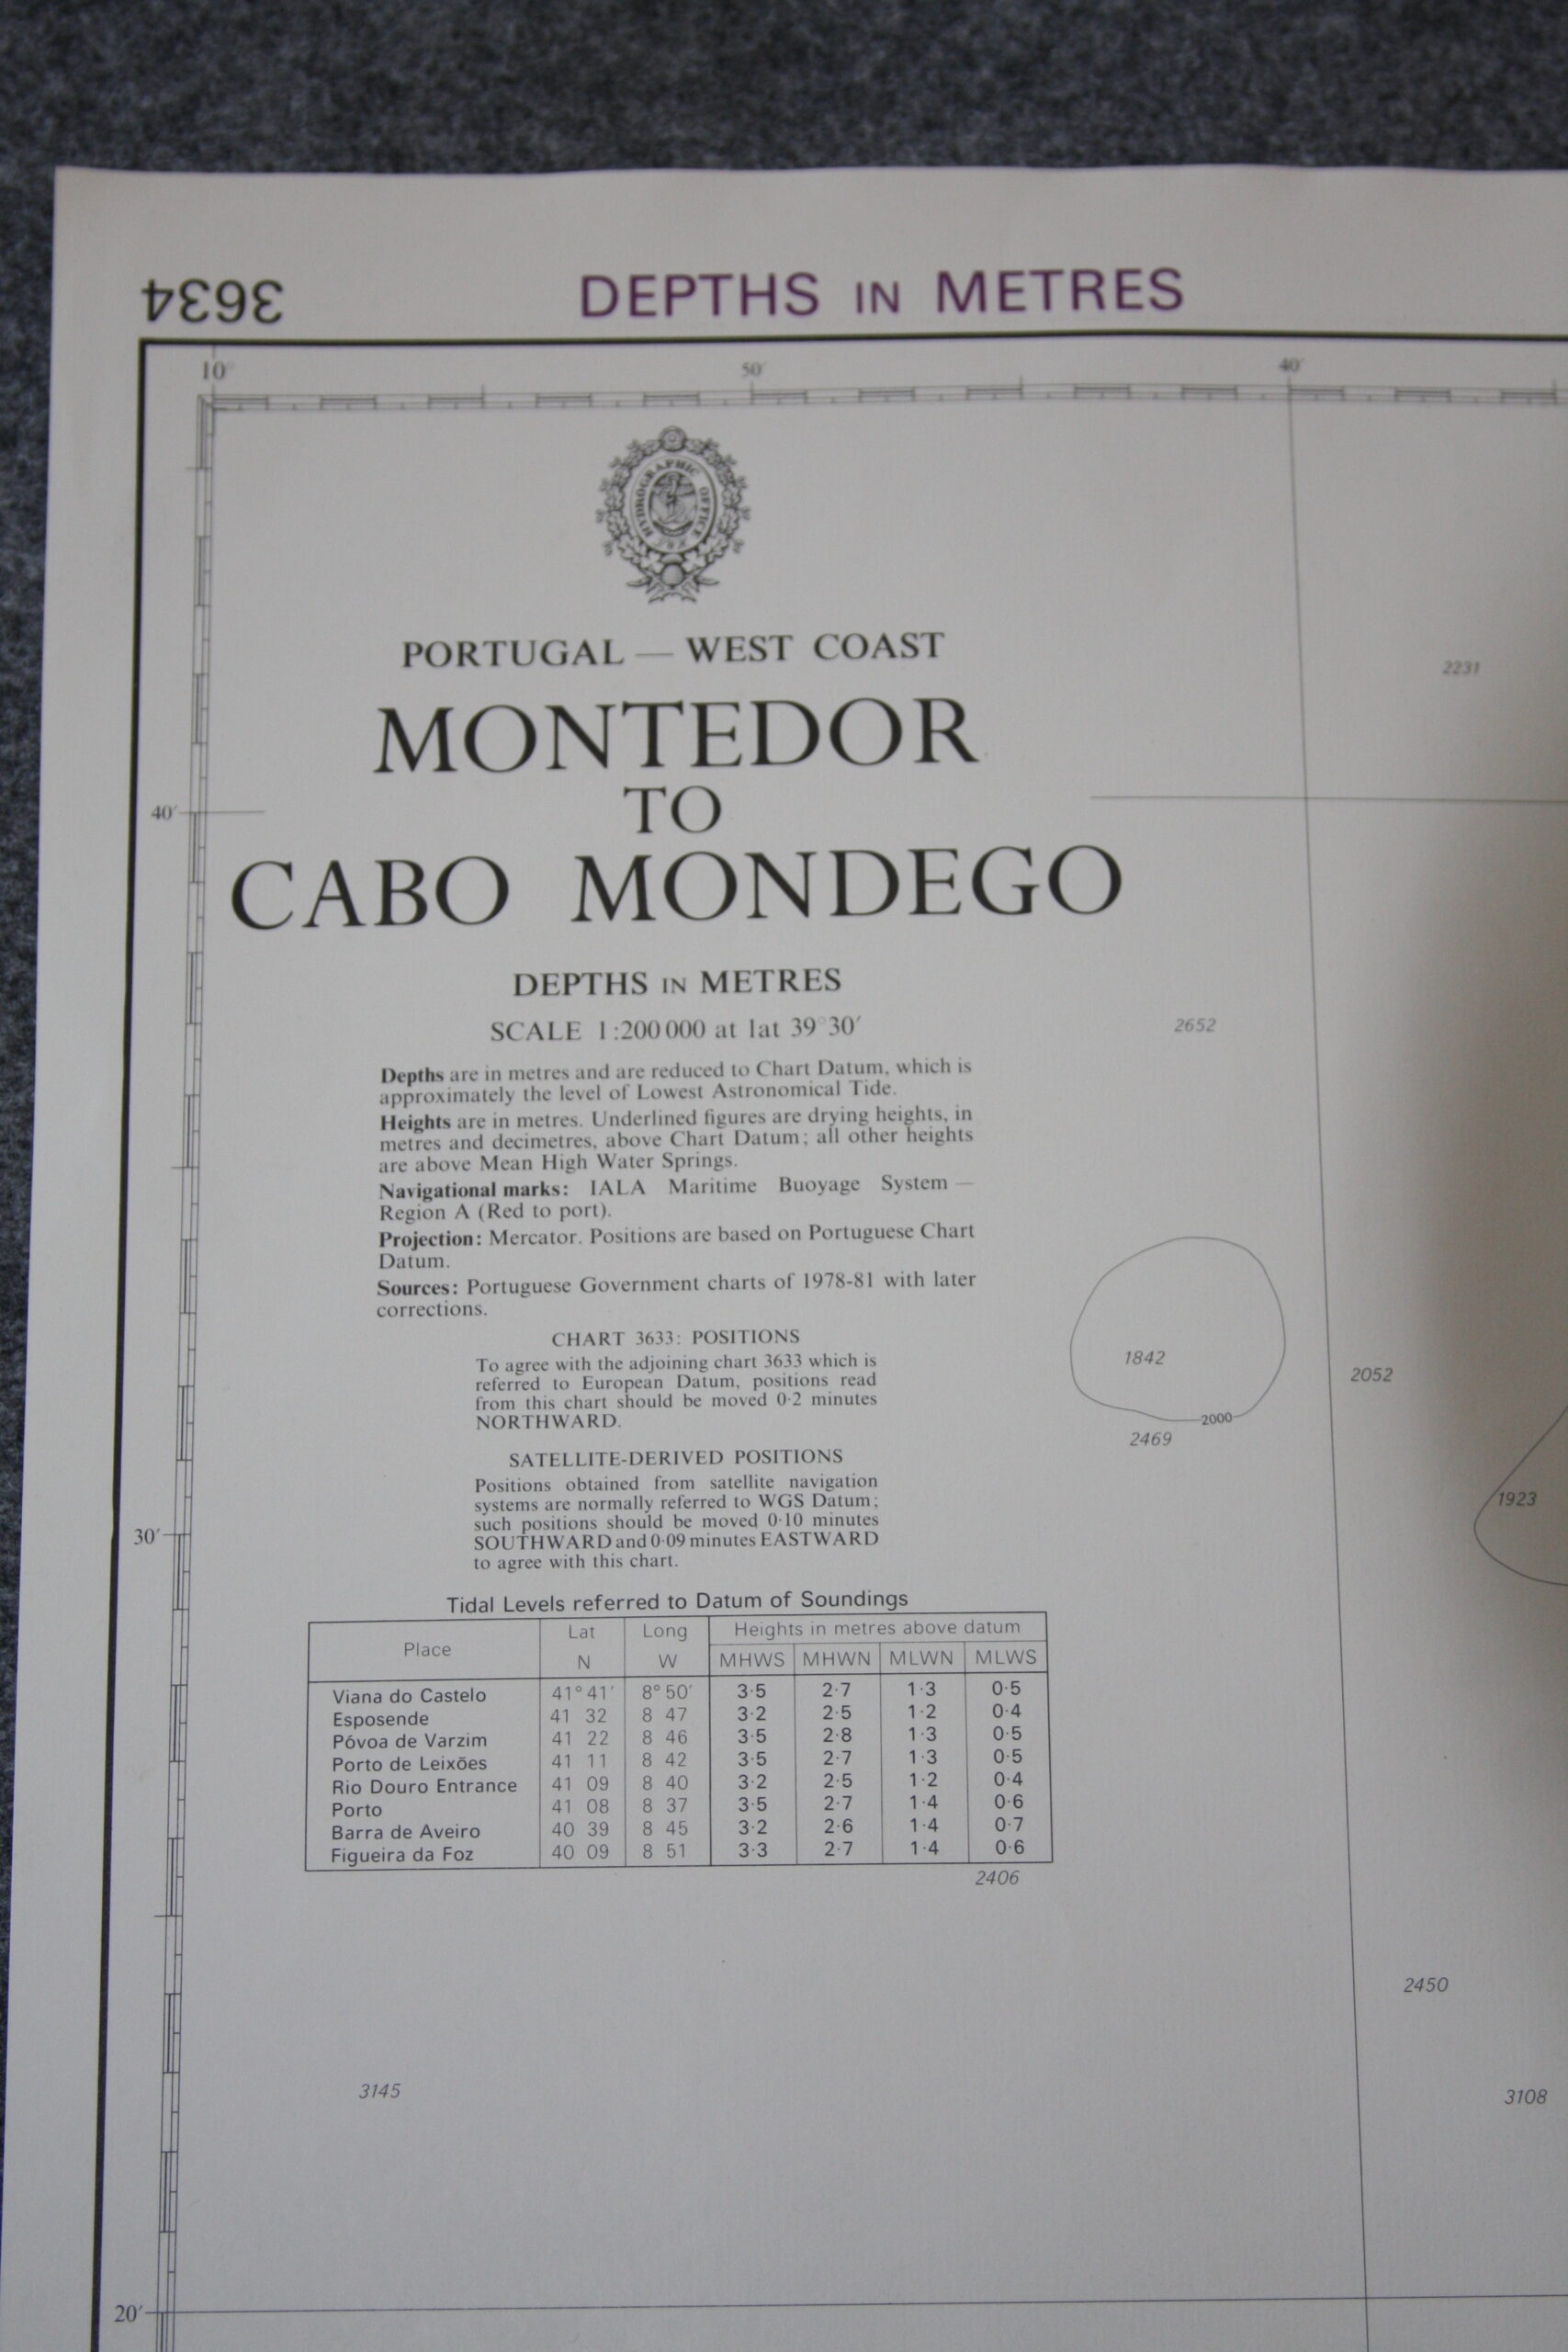 3634
DEPTHS IN METRES
10°
50′
40′
HYDROGRAPHIC OFFICE
PORTUGAL — WEST COAST
2231
MONTEDOR
TO
40′
CABO MONDEGO
DEPTHS IN METRES
SCALE 1:200 000 at lat 39°30′
2652
Depths are in metres and are reduced to Chart Datum, which is
approximately the level of Lowest Astronomical Tide.
Heights are in metres. Underlined figures are drying heights, in
metres and decimetres, above Chart Datum; all other heights
are above Mean High Water Springs.
Navigational marks: IALA Maritime Buoyage System —
Region A (Red to port).
Projection: Mercator. Positions are based on Portuguese Chart
Datum.
Sources: Portuguese Government charts of 1978-81 with later
corrections.
CHART 3633: POSITIONS
To agree with the adjoining chart 3633 which is
referred to European Datum, positions read
from this chart should be moved 0·2 minutes
NORTHWARD.
1842
2052
2000
2469
SATELLITE-DERIVED POSITIONS
Positions obtained from satellite navigation
systems are normally referred to WGS Datum;
such positions should be moved 0·10 minutes
SOUTHWARD and 0·09 minutes EASTWARD
to agree with this chart.
1923
30′
Tidal Levels referred to Datum of Soundings
Place Lat N Long W Heights in metres above datum
MHWS MHWN MLWN MLWS
Viana do Castelo 41°41′ 8°50′ 3·5 2·7 1·3 0·5
Esposende 41 32 8 47 3·2 2·5 1·2 0·4
Póvoa de Varzim 41 22 8 46 3·5 2·8 1·3 0·5
Porto de Leixões 41 11 8 42 3·5 2·7 1·3 0·5
Rio Douro Entrance 41 09 8 40 3·2 2·5 1·2 0·4
Porto 41 08 8 37 3·5 2·7 1·4 0·6
Barra de Aveiro 40 39 8 45 3·2 2·6 1·4 0·7
Figueira da Foz 40 09 8 51 3·3 2·7 1·4 0·6
2406
2450
3145
3108
20′